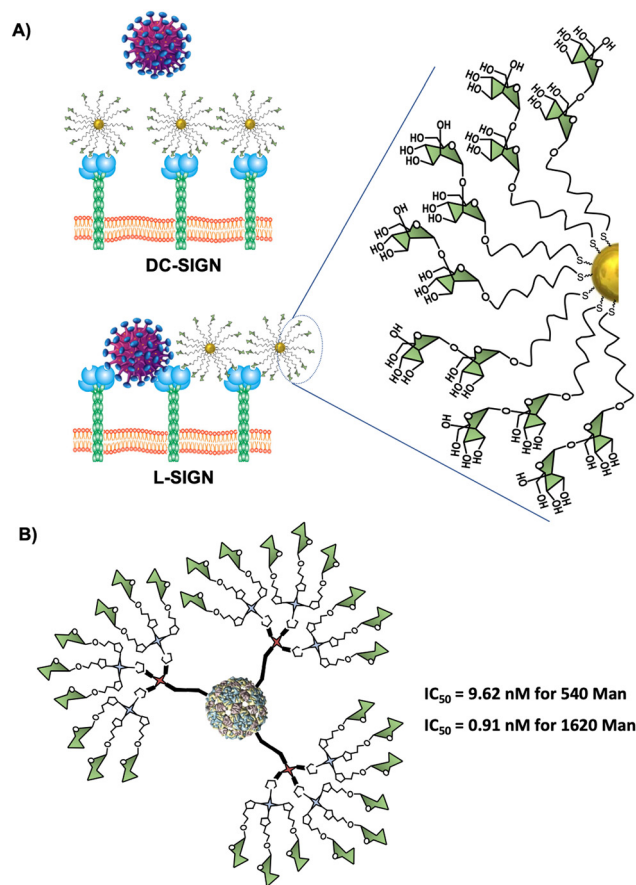 A)
DC-SIGN
L-SIGN
OH
HO
O
S
B)
IC₅₀ = 9.62 nM for 540 Man
IC₅₀ = 0.91 nM for 1620 Man